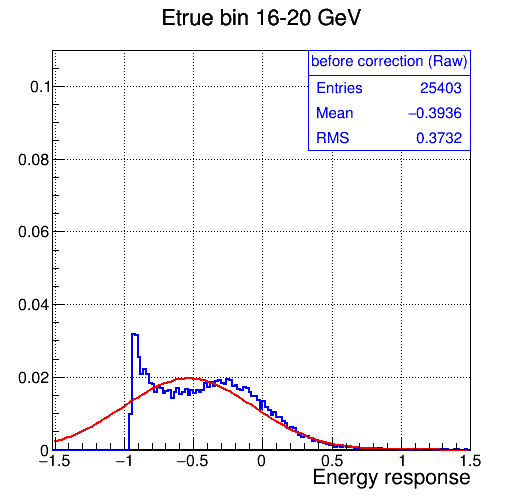 Etrue bin 16-20 GeV
before correction (Raw)
Entries 25403
Mean −0.3936
RMS 0.3732
0.1
0.08
0.06
0.04
0.02
0
−1.5 −1 −0.5 0 0.5 1 1.5
Energy response